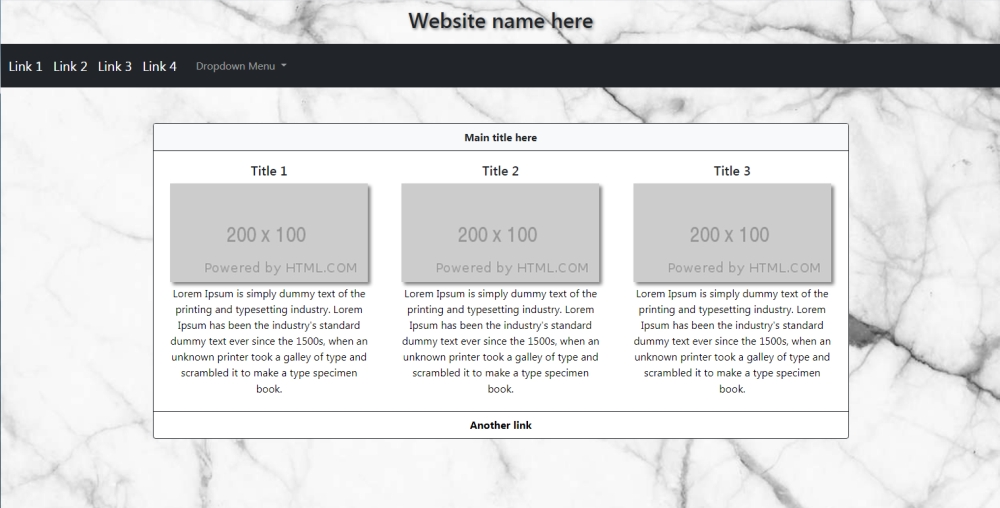 Website name here
Link 1 Link 2 Link 3 Link 4 Dropdown Menu
Main title here
Title 1
200 x 100
Powered by HTML.COM
Lorem Ipsum is simply dummy text of the
printing and typesetting industry. Lorem
Ipsum has been the industry's standard
dummy text ever since the 1500s, when an
unknown printer took a galley of type and
scrambled it to make a type specimen
book.
Title 2
200 x 100
Powered by HTML.COM
Lorem Ipsum is simply dummy text of the
printing and typesetting industry. Lorem
Ipsum has been the industry's standard
dummy text ever since the 1500s, when an
unknown printer took a galley of type and
scrambled it to make a type specimen
book.
Title 3
200 x 100
Powered by HTML.COM
Lorem Ipsum is simply dummy text of the
printing and typesetting industry. Lorem
Ipsum has been the industry's standard
dummy text ever since the 1500s, when an
unknown printer took a galley of type and
scrambled it to make a type specimen
book.
Another link